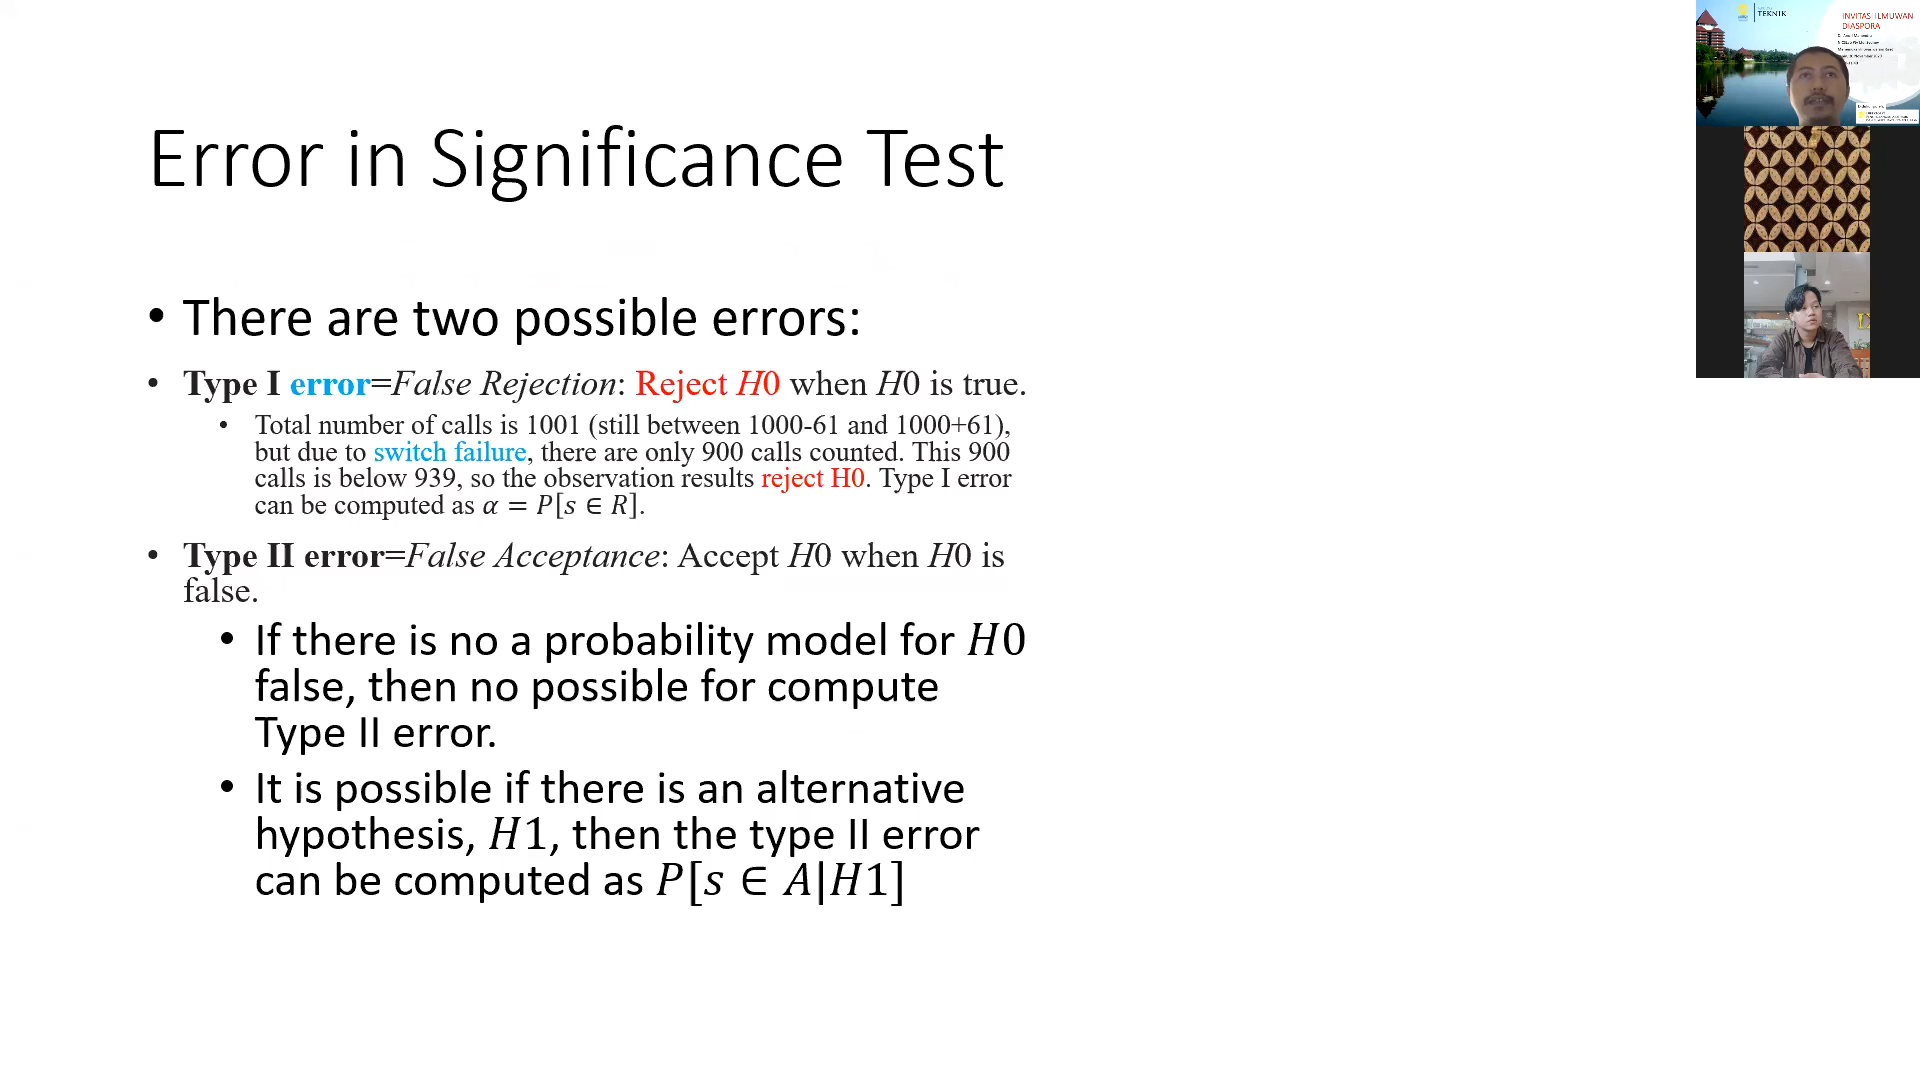 Error in Significance Test
• There are two possible errors:
• Type I error=False Rejection: Reject H0 when H0 is true.
• Total number of calls is 1001 (still between 1000-61 and 1000+61),
but due to switch failure, there are only 900 calls counted. This 900
calls is below 939, so the observation results reject H0. Type I error
can be computed as α = P[s ∈ R].
• Type II error=False Acceptance: Accept H0 when H0 is
false.
• If there is no a probability model for H0
false, then no possible for compute
Type II error.
• It is possible if there is an alternative
hypothesis, H1, then the type II error
can be computed as P[s ∈ A|H1]
TEKNIK
INVITASI ILMUWAN
DIASPORA